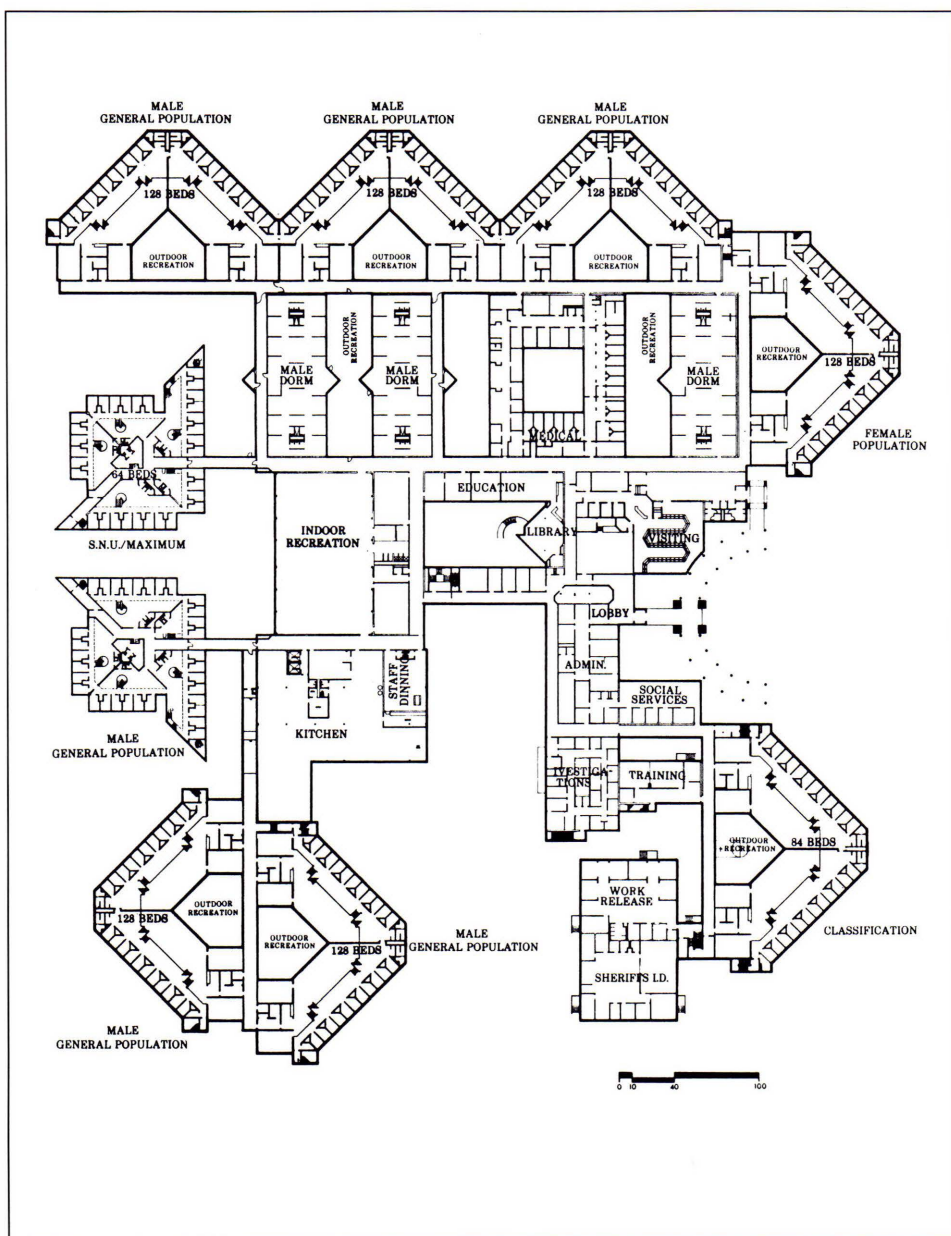 MALE
GENERAL POPULATION
MALE
GENERAL POPULATION
MALE
GENERAL POPULATION
128 BEDS
128 BEDS
128 BEDS
OUTDOOR
RECREATION
OUTDOOR
RECREATION
OUTDOOR
RECREATION
OUTDOOR
RECREATION
OUTDOOR
RECREATION
OUTDOOR
RECREATION
128 BEDS
MALE
DORM
MALE
DORM
MALE
DORM
MEDICAL
FEMALE
POPULATION
64 BEDS
S.N.U./MAXIMUM
EDUCATION
INDOOR
RECREATION
LIBRARY
VISITING
LOBBY
ADMIN.
STAFF
DINNING
SOCIAL
SERVICES
KITCHEN
MALE
GENERAL POPULATION
IVESTIGA-
TIONS
TRAINING
OUTDOOR
RECREATION
84 BEDS
WORK
RELEASE
CLASSIFICATION
SHERIFFS LD.
128 BEDS
OUTDOOR
RECREATION
OUTDOOR
RECREATION
128 BEDS
MALE
GENERAL POPULATION
MALE
GENERAL POPULATION
0 10 40 100